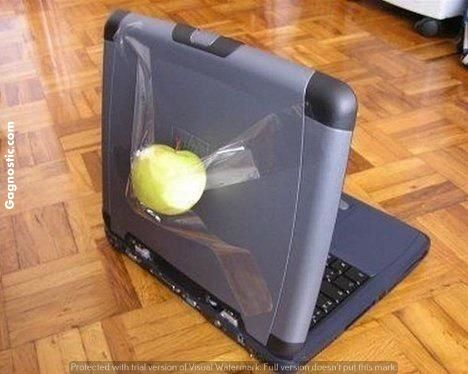 Gagnostic.com
Protected with trial version of Visual Watermark. Full version doesn't put this mark.